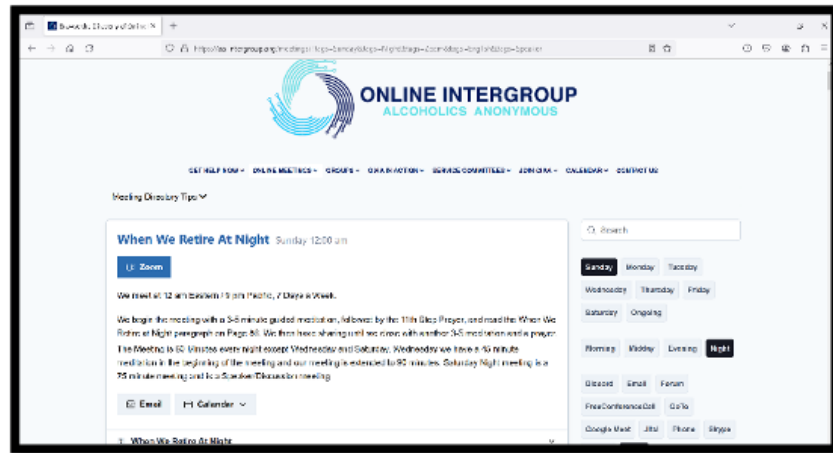 Browse the Directory of Online
ONLINE INTERGROUP
ALCOHOLICS ANONYMOUS
GET HELP NOW ONLINE MEETINGS GROUPS OIAA IN ACTION SERVICE COMMITTEES JOIN OIAA CALENDAR CONTACT US
Meeting Directory Tips
When We Retire At Night Sunday 12:00 am
Zoom
We meet at 12 am Eastern / 9 pm Pacific, 7 Days a Week.
We begin the meeting with a 3-5 minute guided meditation, followed by the 11th Step Prayer, and read the When We
Retire at Night paragraph on Page 86. We then have sharing until we close with another 3-5 meditation and a prayer.
The Meeting is 60 Minutes every night except Wednesday and Saturday. Wednesday we have a 45 minute
meditation in the beginning of the meeting and our meeting is extended to 90 minutes. Saturday Night meeting is a
75 minute meeting and is a Speaker/Discussion meeting
Email Calendar
When We Retire At Night
Search
Sunday Monday Tuesday
Wednesday Thursday Friday
Saturday Ongoing
Morning Midday Evening Night
Discord Email Forum
FreeConferenceCall GoTo
Google Meet Jitsi Phone Skype